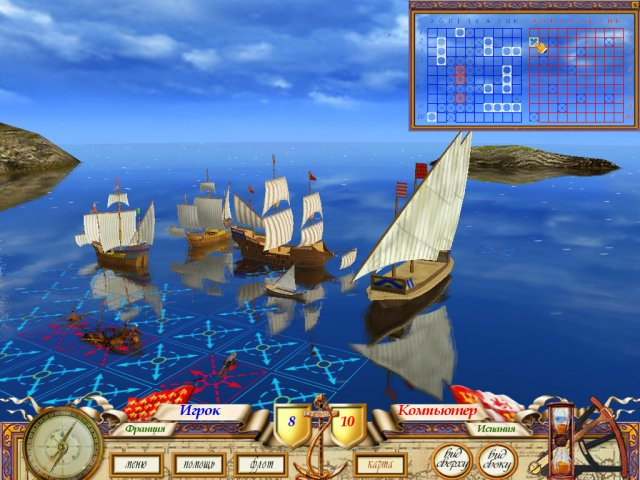 Игрок
8
10
Компьютер
Франция
Испания
меню
помощь
флот
карта
вид сверху
вид сбоку